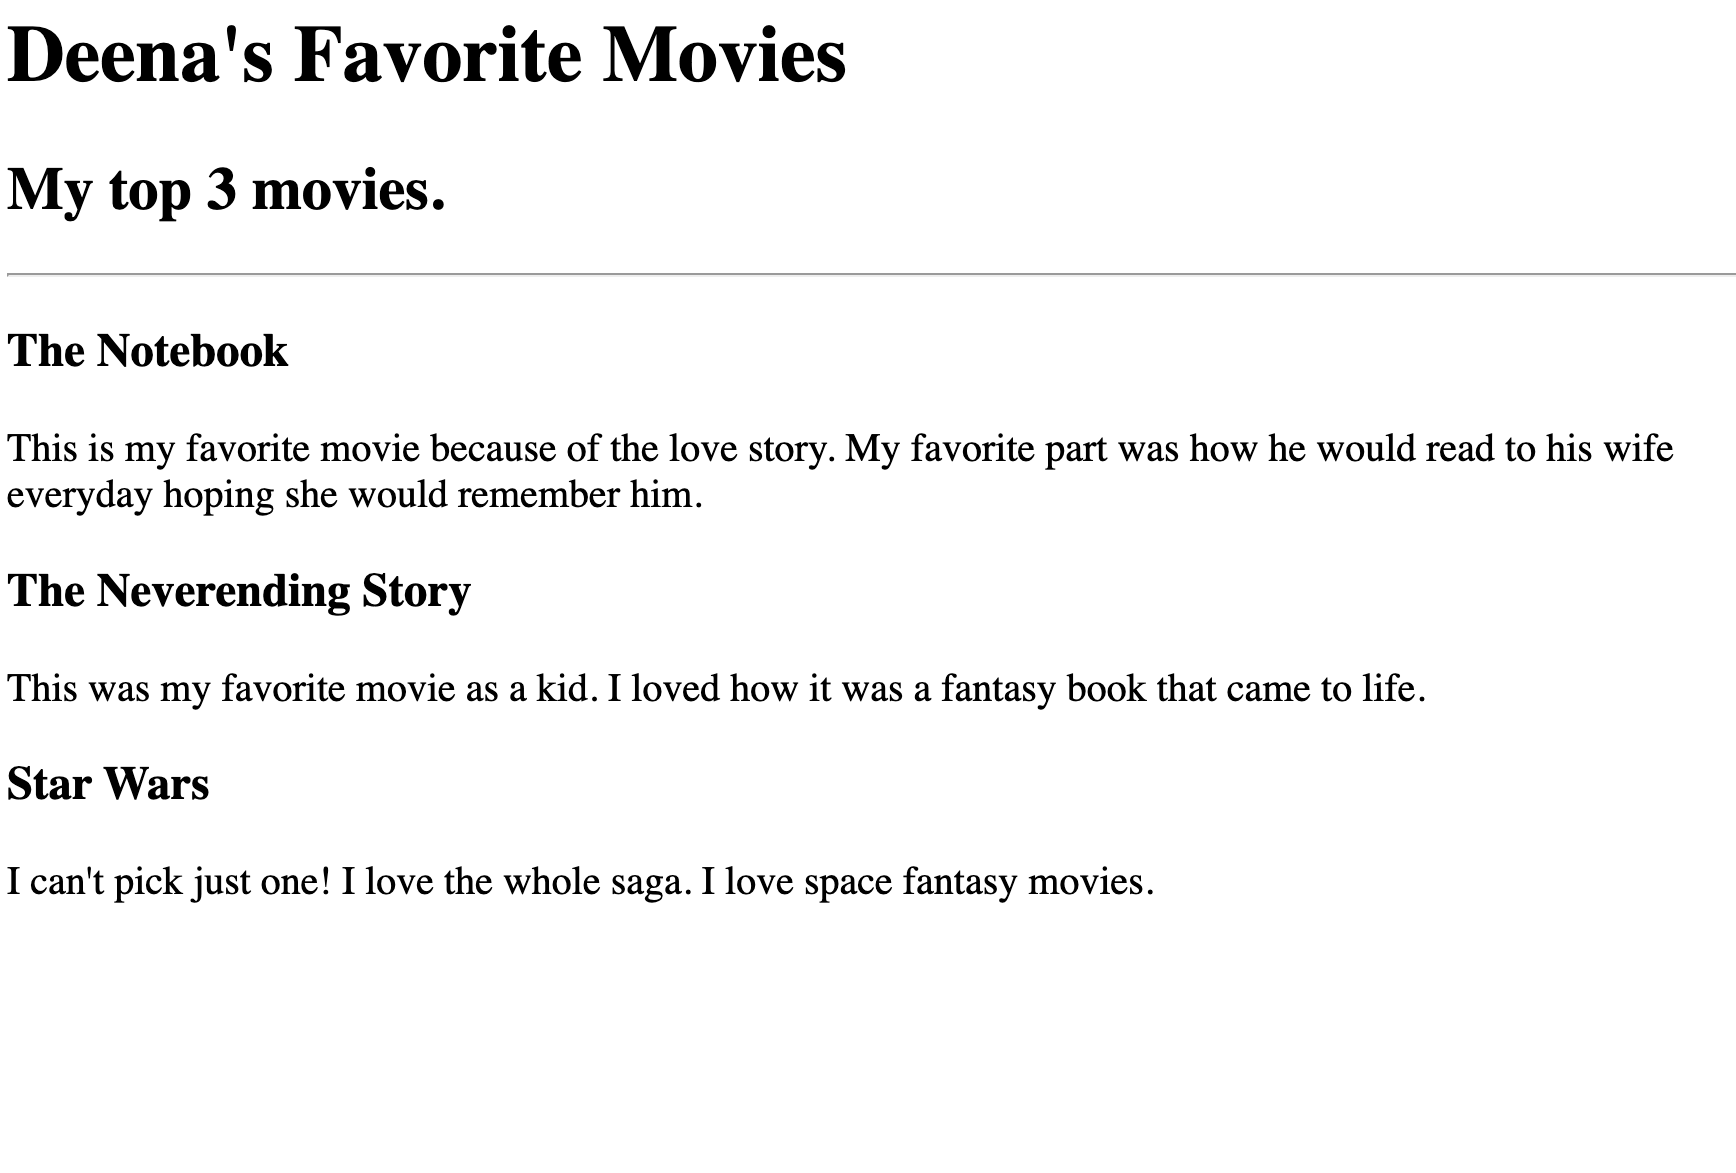 Deena's Favorite Movies
My top 3 movies.
The Notebook
This is my favorite movie because of the love story. My favorite part was how he would read to his wife
everyday hoping she would remember him.
The Neverending Story
This was my favorite movie as a kid. I loved how it was a fantasy book that came to life.
Star Wars
I can't pick just one! I love the whole saga. I love space fantasy movies.